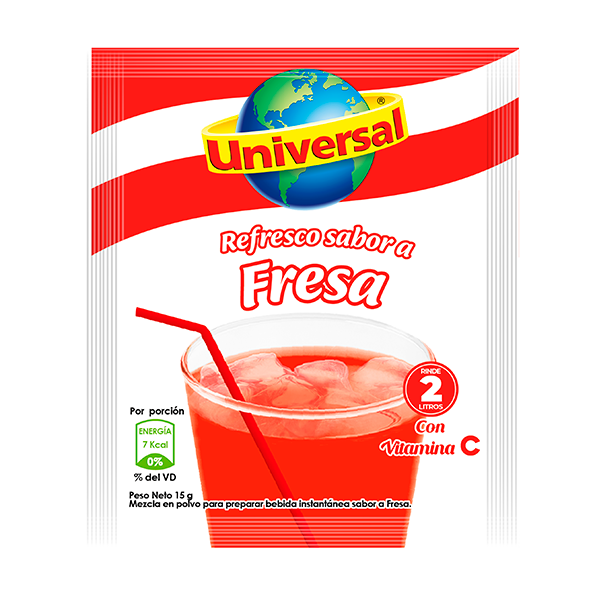 Universal®
Refresco sabor a
Fresa
RINDE
2
LITROS
Con
Vitamina C
Por porción
ENERGÍA
7 Kcal
0%
% del VD
Peso Neto 15 g
Mezcla en polvo para preparar bebida instantánea sabor a Fresa.